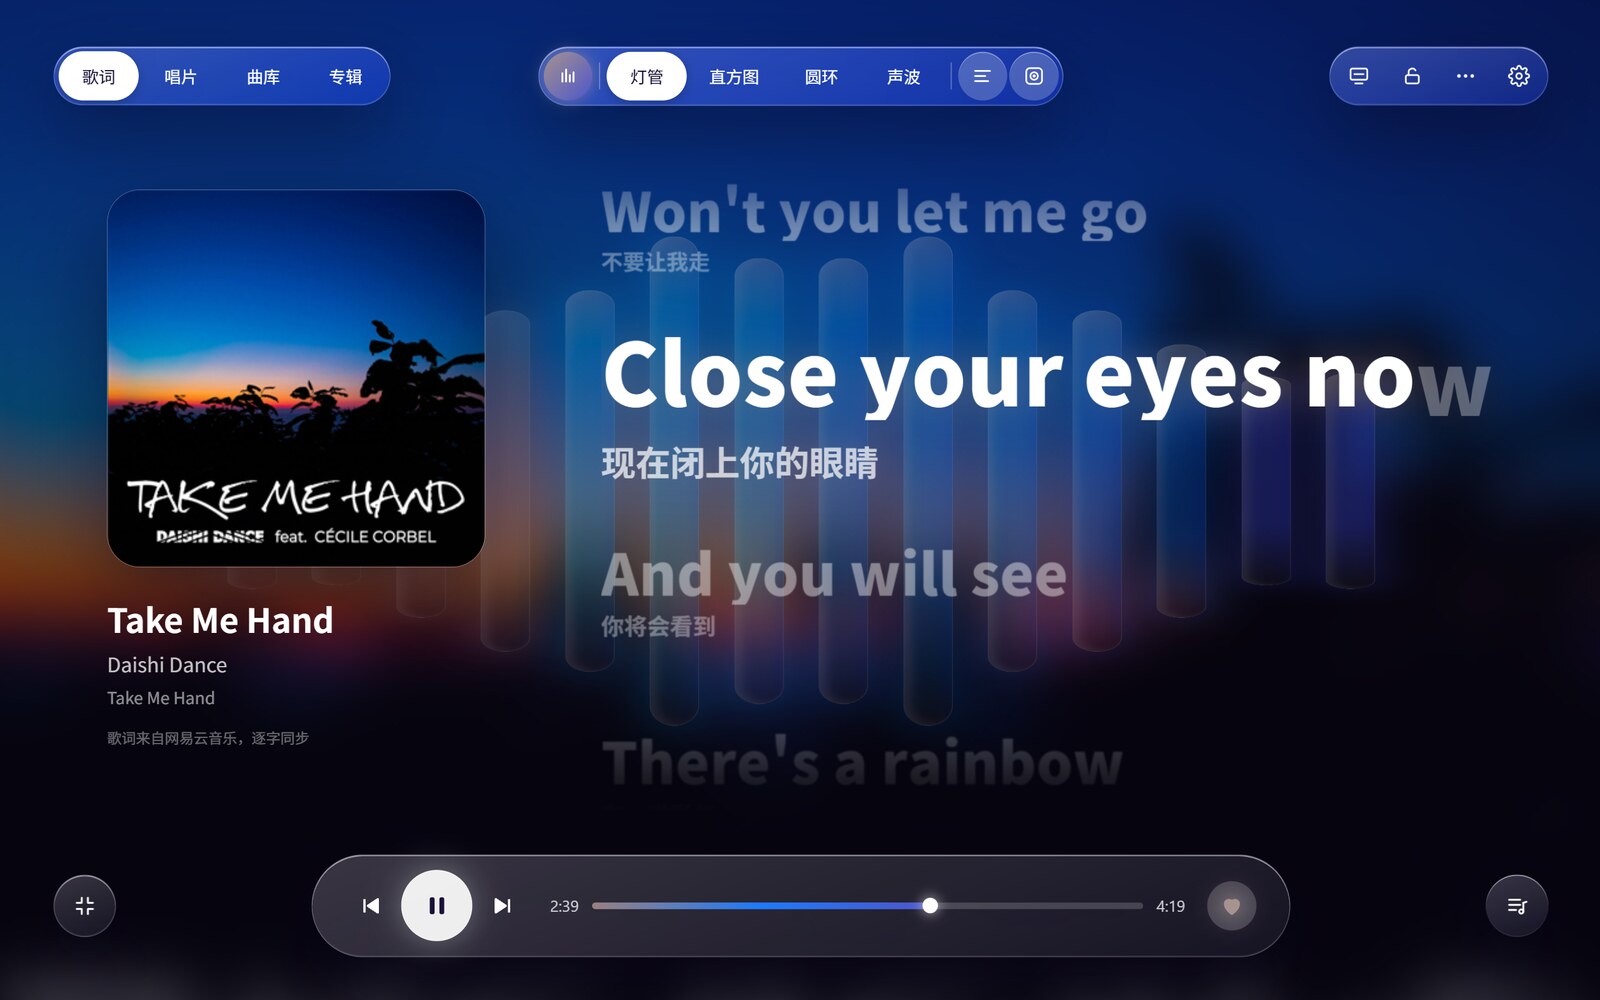 歌词 唱片 曲库 专辑
灯管 直方图 圆环 声波
Won't you let me go
不要让我走
Close your eyes now
现在闭上你的眼睛
And you will see
你将会看到
There's a rainbow
TAKE ME HAND
DAISHI DANCE feat. CÉCILE CORBEL
Take Me Hand
Daishi Dance
Take Me Hand
歌词来自网易云音乐，逐字同步
2:39 4:19